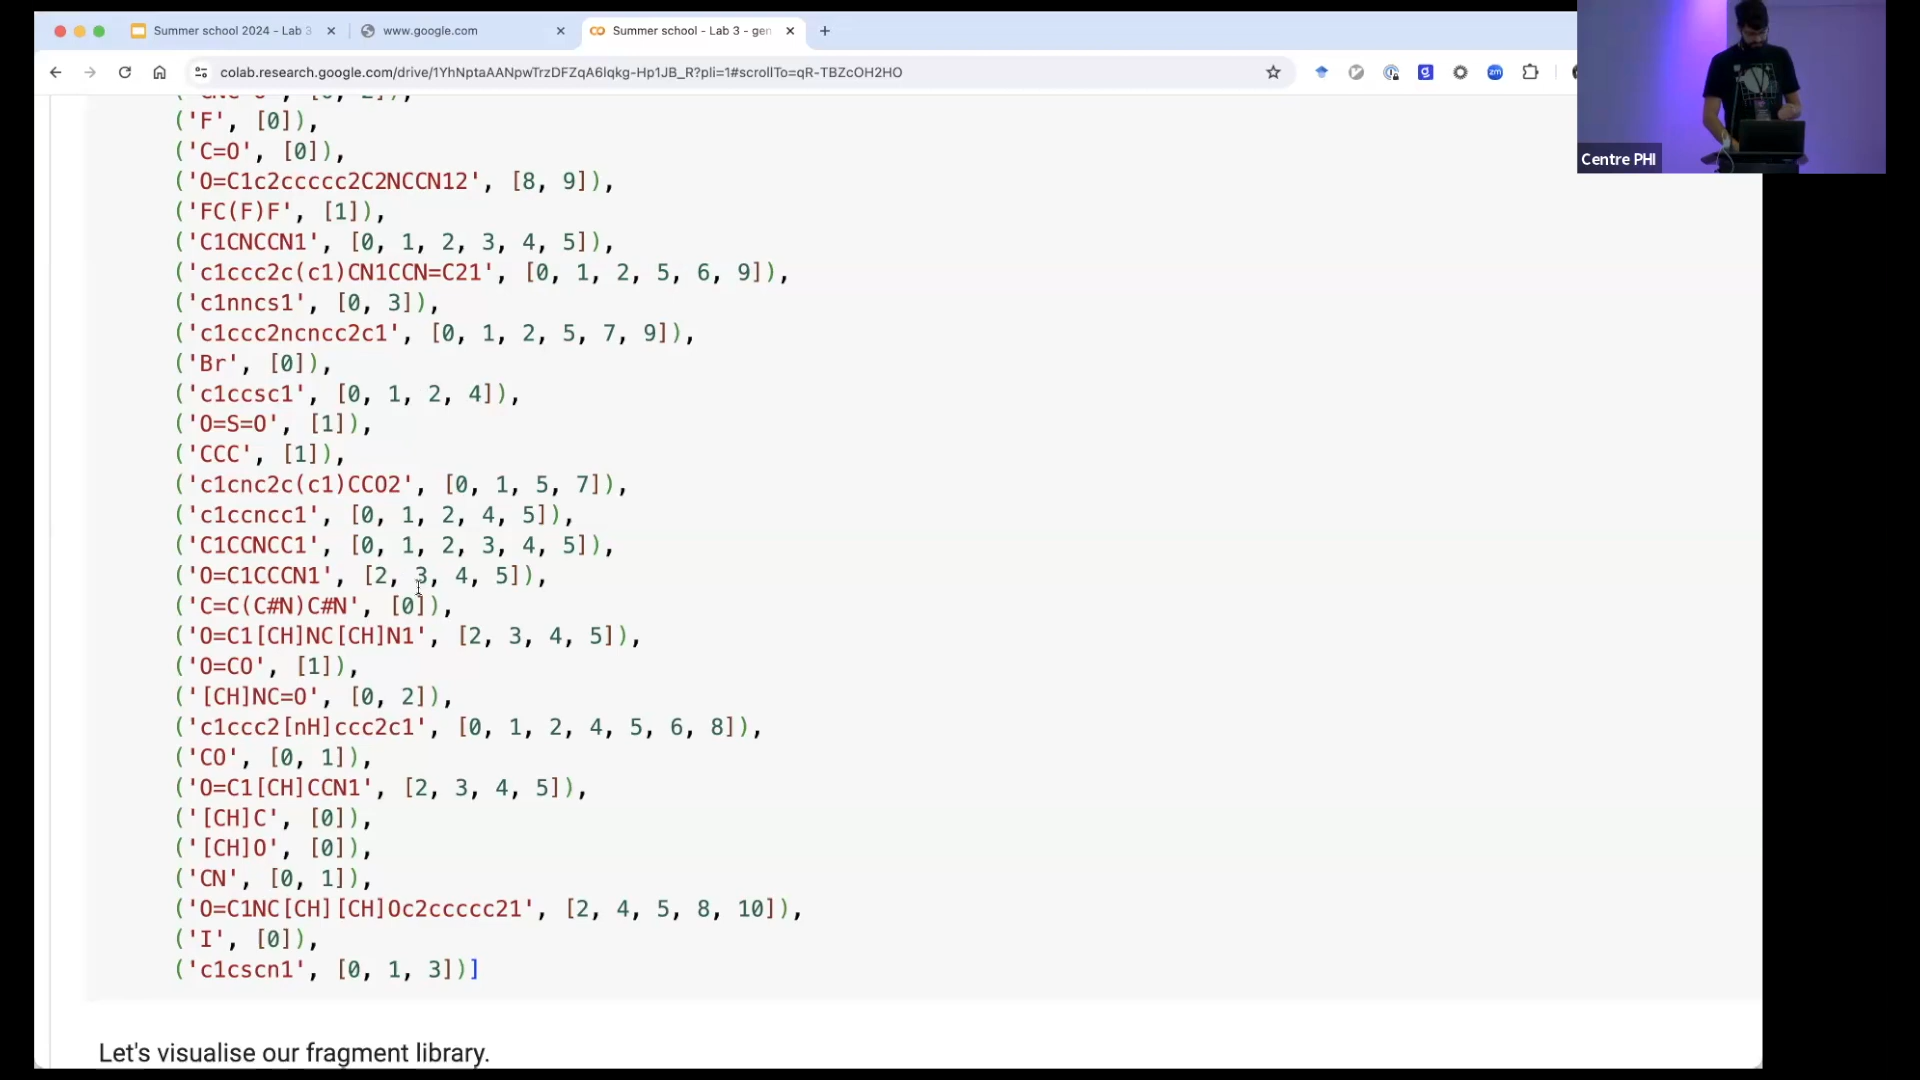 Summer school 2024 - Lab 3
www.google.com
Summer school - Lab 3 - gen
colab.research.google.com/drive/1YhNptaAANpwTrzDFZqA6lqkg-Hp1JB_R?pli=1#scrollTo=qR-TBZcOH2HO
Centre PHI
('F', [0]),
('C=O', [0]),
('O=C1c2ccccc2C2NCCN12', [8, 9]),
('FC(F)F', [1]),
('C1CNCCN1', [0, 1, 2, 3, 4, 5]),
('c1ccc2c(c1)CN1CCN=C21', [0, 1, 2, 5, 6, 9]),
('c1nncs1', [0, 3]),
('c1ccc2ncncc2c1', [0, 1, 2, 5, 7, 9]),
('Br', [0]),
('c1ccsc1', [0, 1, 2, 4]),
('O=S=O', [1]),
('CCC', [1]),
('c1cnc2c(c1)CCO2', [0, 1, 5, 7]),
('c1ccncc1', [0, 1, 2, 4, 5]),
('C1CCNCC1', [0, 1, 2, 3, 4, 5]),
('O=C1CCCN1', [2, 3, 4, 5]),
('C=C(C#N)C#N', [0]),
('O=C1[CH]NC[CH]N1', [2, 3, 4, 5]),
('O=CO', [1]),
('[CH]NC=O', [0, 2]),
('c1ccc2[nH]ccc2c1', [0, 1, 2, 4, 5, 6, 8]),
('CO', [0, 1]),
('O=C1[CH]CCN1', [2, 3, 4, 5]),
('[CH]C', [0]),
('[CH]O', [0]),
('CN', [0, 1]),
('O=C1NC[CH][CH]Oc2ccccc21', [2, 4, 5, 8, 10]),
('I', [0]),
('c1cscn1', [0, 1, 3])]
Let's visualise our fragment library.